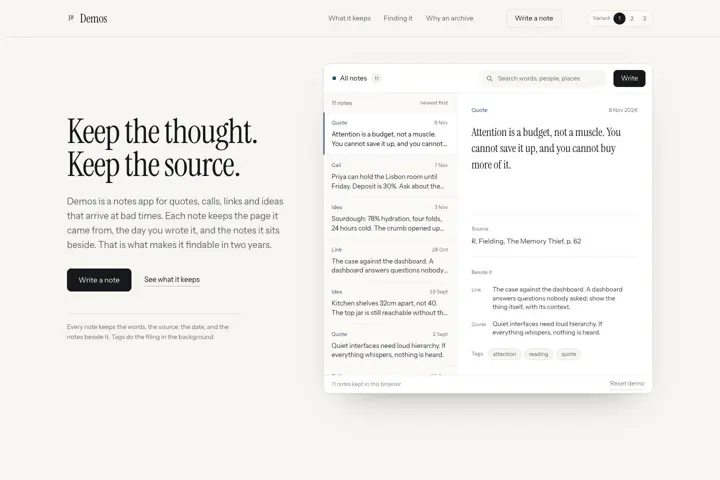 Demos
What it keeps
Finding it
Why an archive
Write a note
Variant 1 2 3
Keep the thought.
Keep the source.
Demos is a notes app for quotes, calls, links and ideas
that arrive at bad times. Each note keeps the page it
came from, the day you wrote it, and the notes it sits
beside. That is what makes it findable in two years.
Write a note
See what it keeps
Every note keeps the words, the source, the date, and the
notes beside it. Tags do the filing in the background.
All notes 11
Search words, people, places
Write
11 notes
newest first
Quote
9 Nov
Attention is a budget, not a muscle.
You cannot save it up, and you cannot...
Call
7 Nov
Priya can hold the Lisbon room until
Friday. Deposit is 30%. Ask about the...
Idea
3 Nov
Sourdough: 78% hydration, four folds,
24 hours cold. The crumb opened up...
Link
28 Oct
The case against the dashboard. A
dashboard answers questions nobody...
Idea
Kitchen shelves 32cm apart, not 40.
The top jar is still reachable without th...
Quote
Quiet interfaces need loud hierarchy. If
everything whispers, nothing is heard.
Quote
9 Nov 2026
Attention is a budget, not a muscle. You
cannot save it up, and you cannot buy
more of it.
Source
R. Fielding, The Memory Thief, p. 62
Beside it
Link
The case against the dashboard. A dashboard
answers questions nobody asked: show the
thing itself, with its context.
Quote
Quiet interfaces need loud hierarchy. If
everything whispers, nothing is heard.
Tags
attention
reading
quote
11 notes kept in this browser
Reset demo